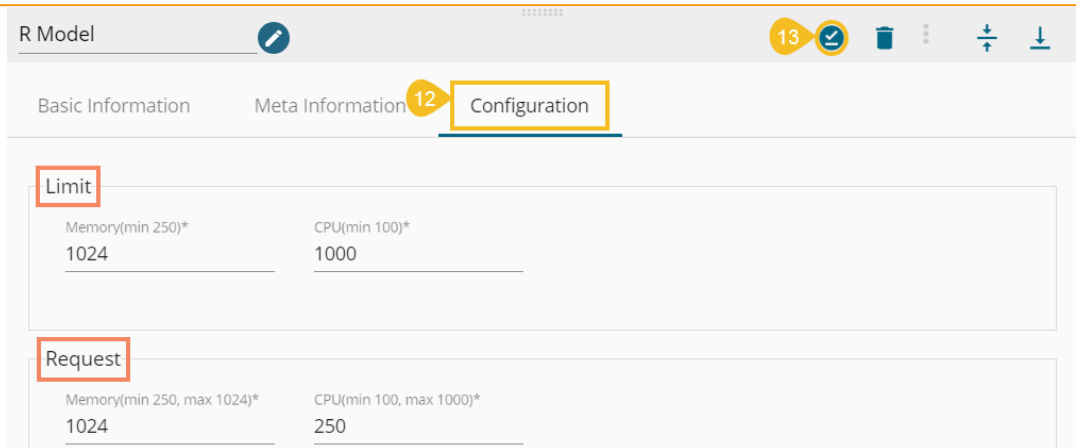 R Model
13
Basic Information
Meta Information
12
Configuration
Limit
Memory(min 250)*
CPU(min 100)*
1024
1000
Request
Memory(min 250, max 1024)*
CPU(min 100, max 1000)*
1024
250